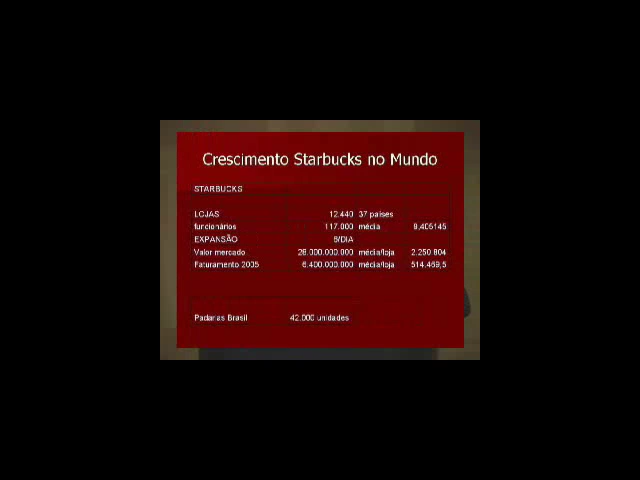 Crescimento Starbucks no Mundo
STARBUCKS
LOJAS 12.440 37 países
funcionários 117.000 média 9,405145
EXPANSÃO 6/DIA
Valor mercado 28.000.000.000 média/loja 2.250.804
Faturamento 2005 6.400.000.000 média/loja 514.469,5
Padarias Brasil 42.000 unidades